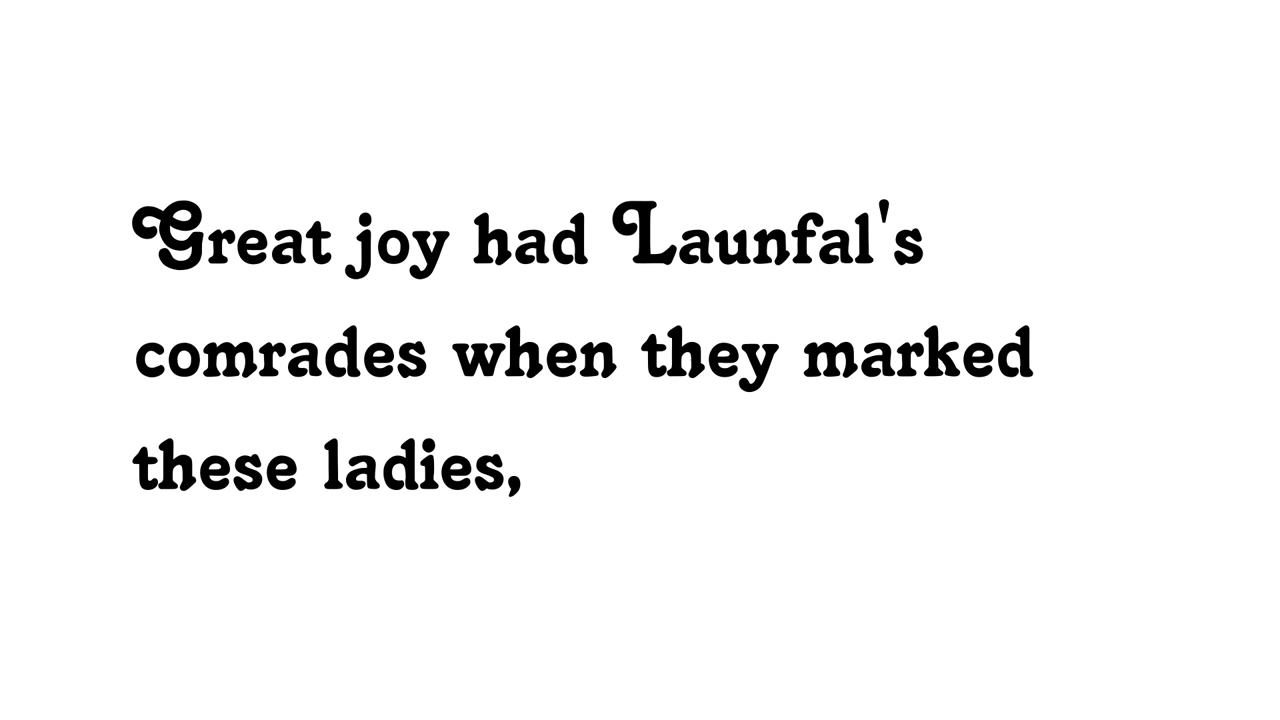 Great joy had Launfal's
comrades when they marked
these ladies,